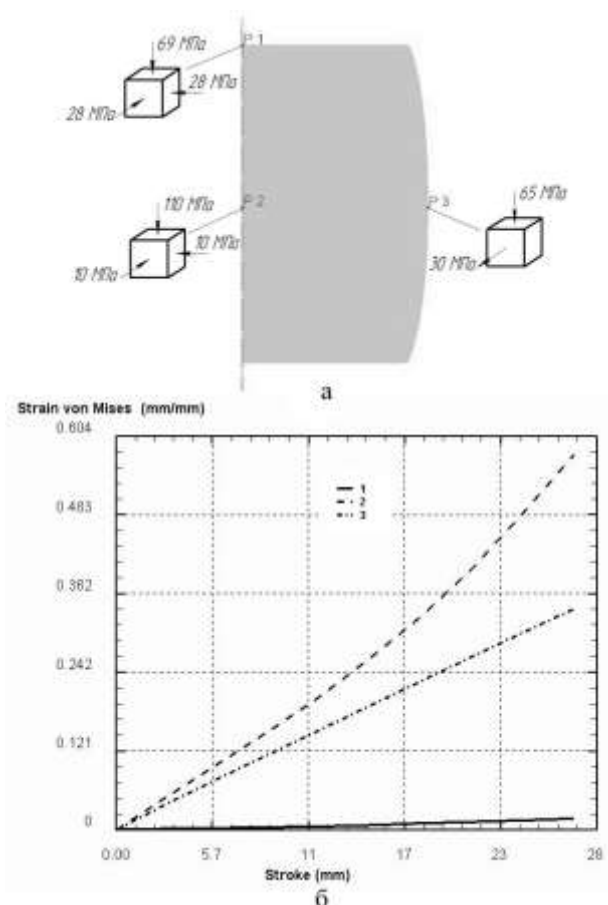 69 МПа
P 1
28 МПа
28 МПа
110 МПа
P 2
10 МПа
10 МПа
P 3
65 МПа
30 МПа
а
Strain von Mises (mm/mm)
0.604
1
2
3
0.483
0.362
0.242
0.121
0
0.00 5.7 11 17 23 28
Stroke (mm)
б